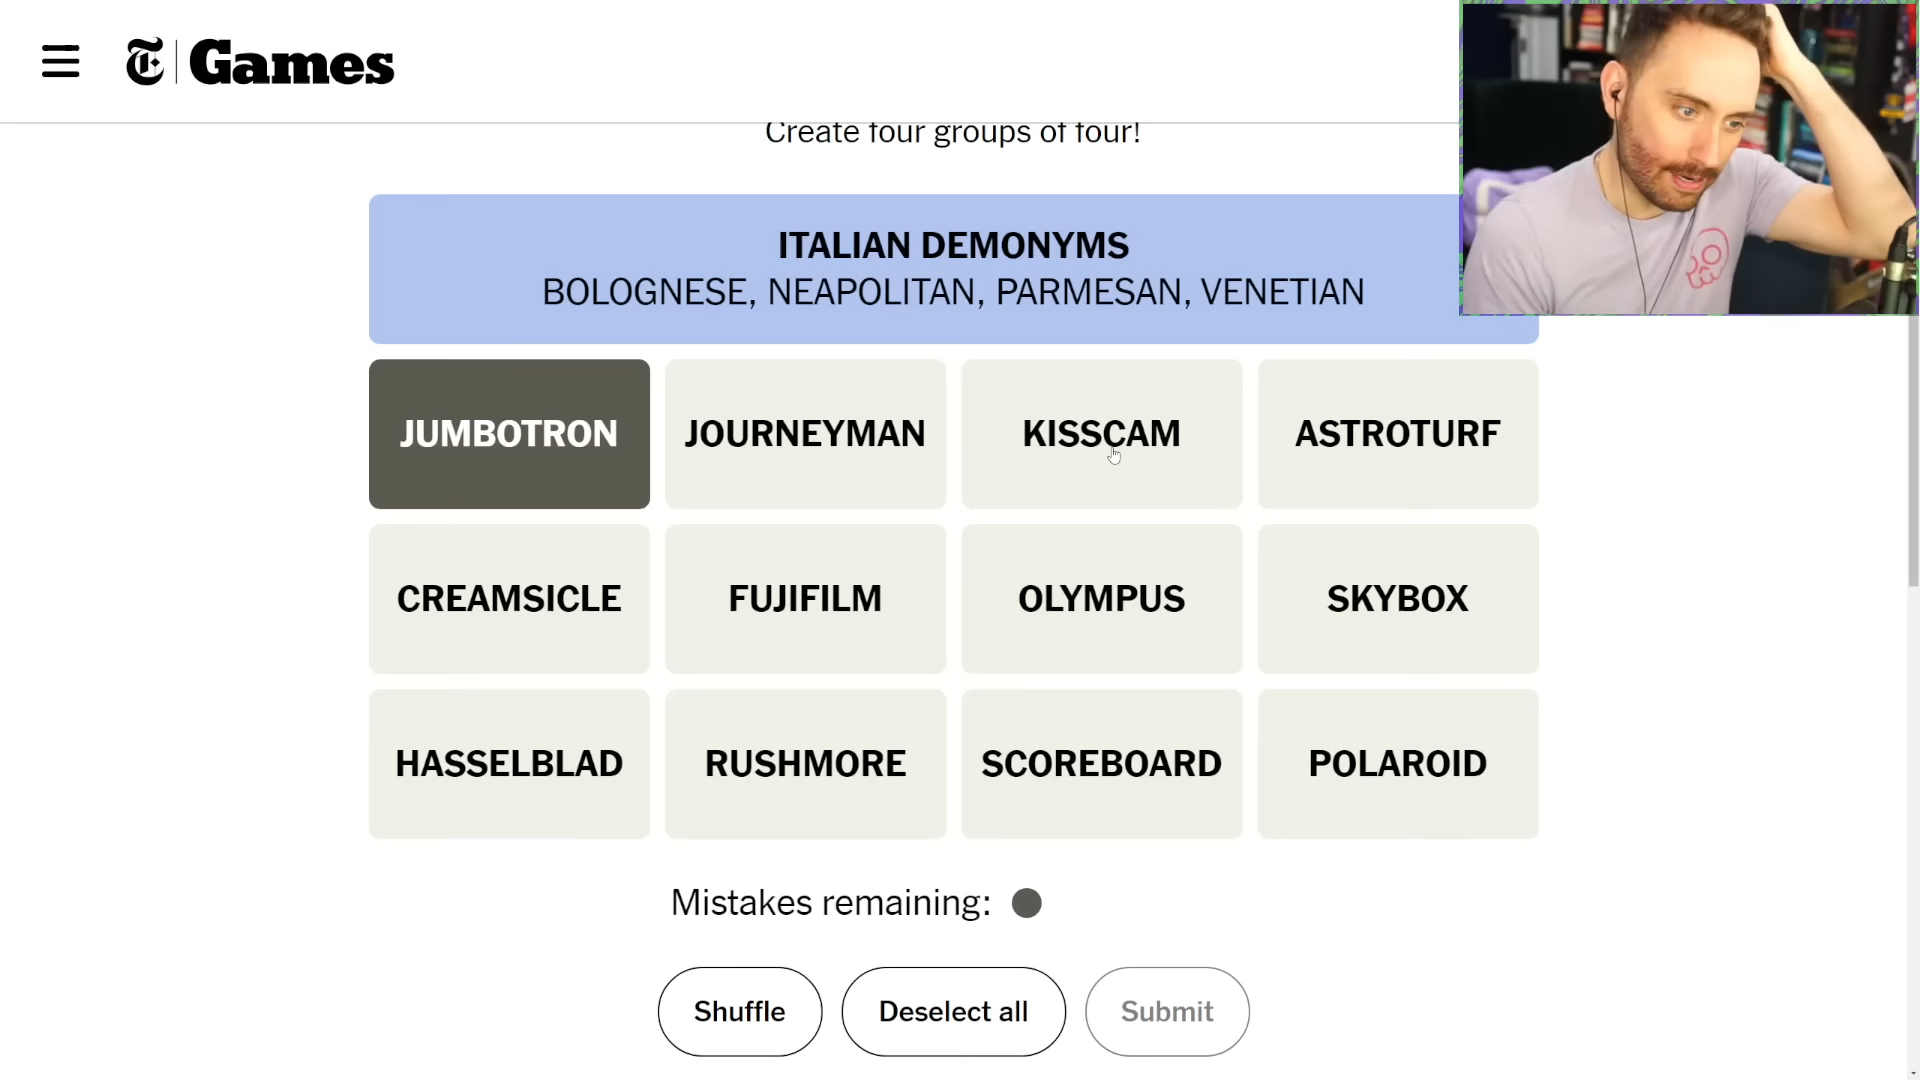 T Games
Create four groups of four!
ITALIAN DEMONYMS
BOLOGNESE, NEAPOLITAN, PARMESAN, VENETIAN
JUMBOTRON JOURNEYMAN KISSCAM ASTROTURF
CREAMSICLE FUJIFILM OLYMPUS SKYBOX
HASSELBLAD RUSHMORE SCOREBOARD POLAROID
Mistakes remaining:
Shuffle Deselect all Submit